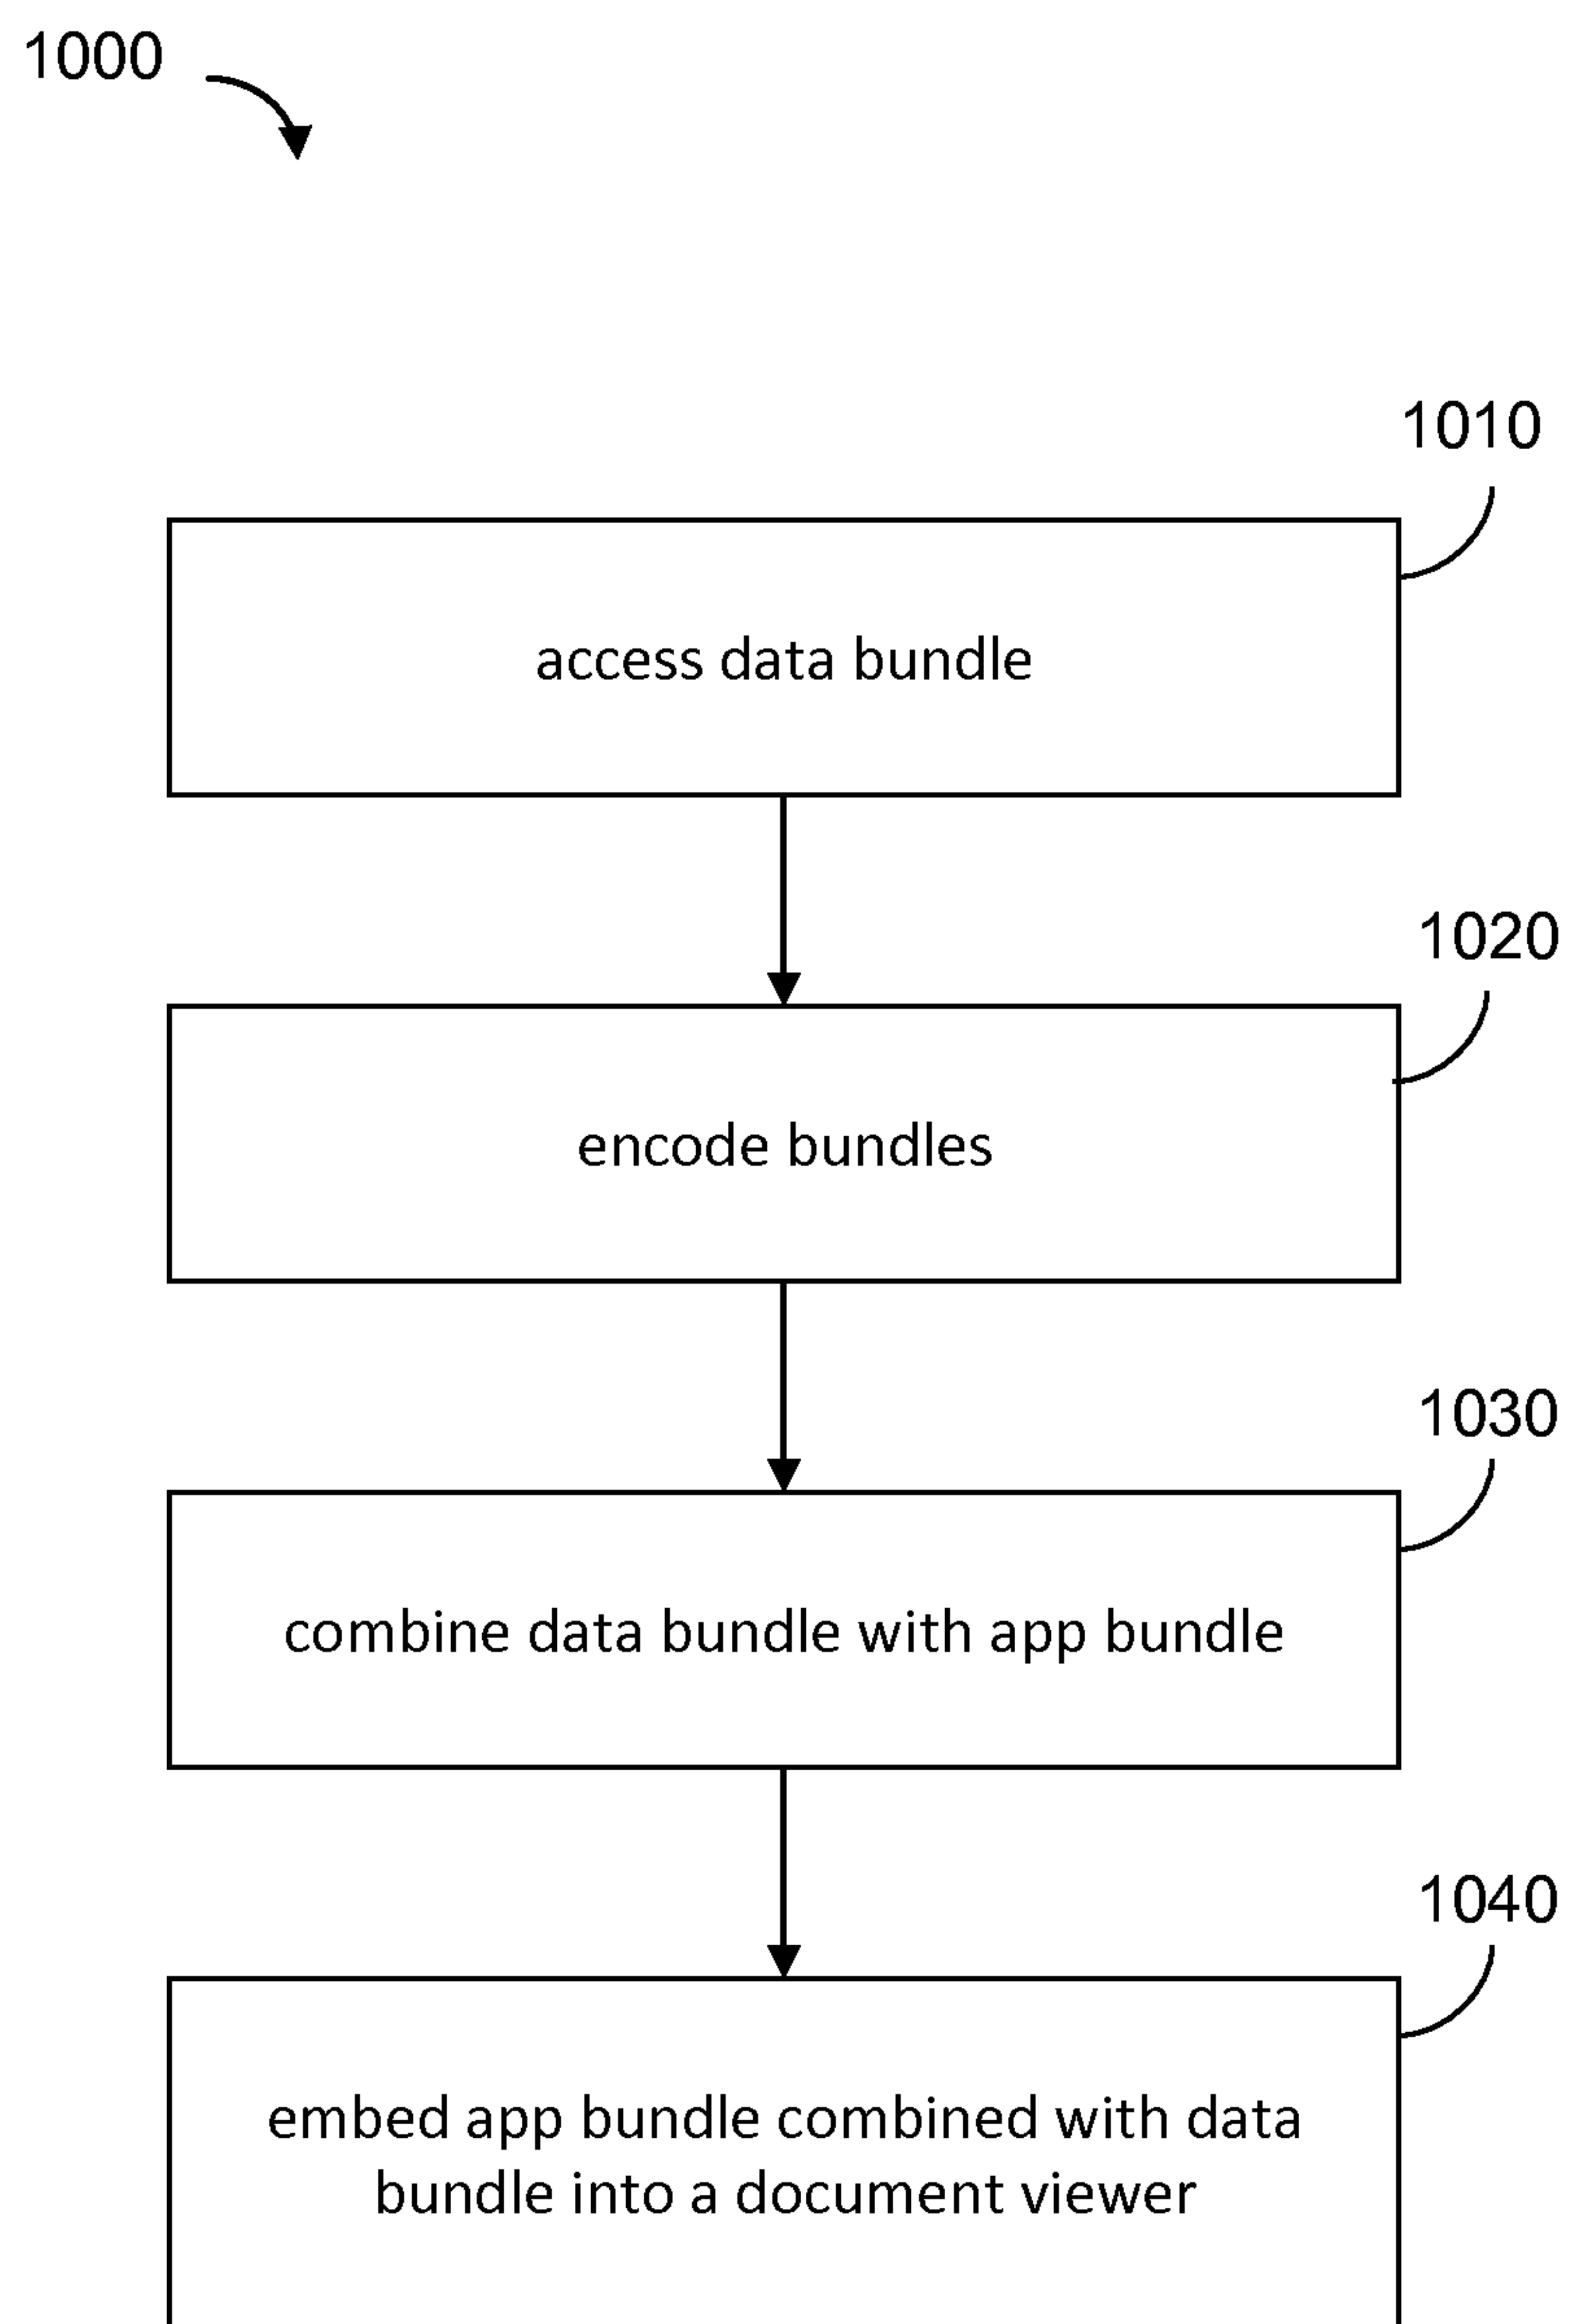 1000
1010
access data bundle
1020
encode bundles
1030
combine data bundle with app bundle
1040
embed app bundle combined with data
bundle into a document viewer